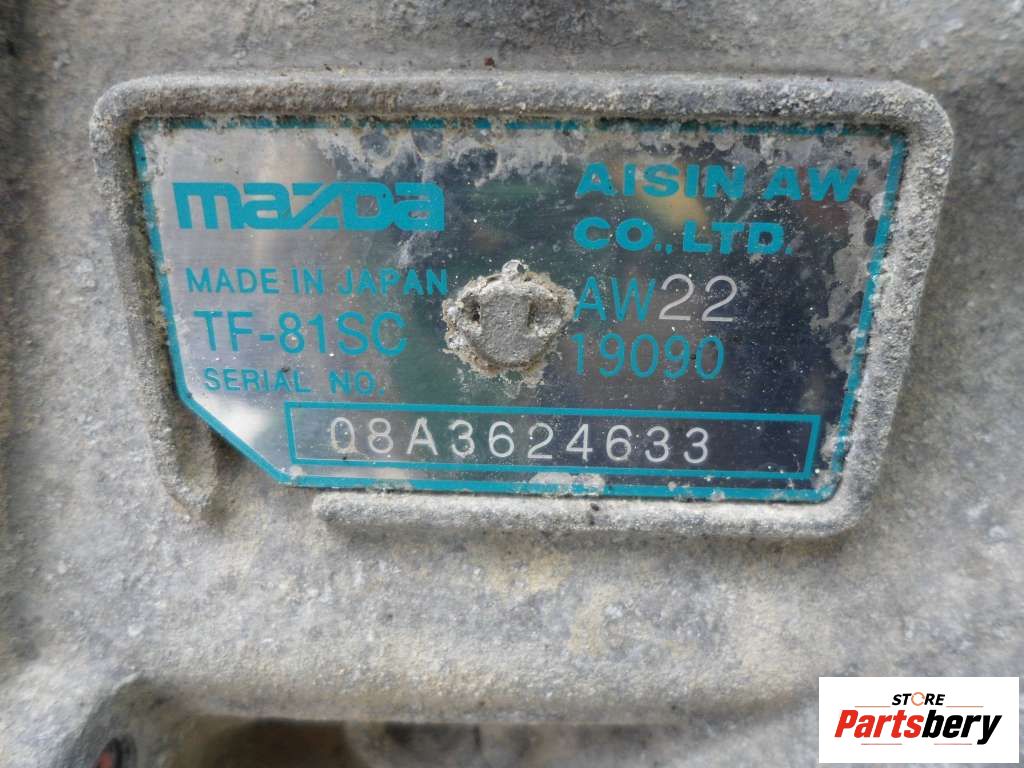 mazda
AISIN AW
CO., LTD.
MADE IN JAPAN
AW22
TF-81SC
19090
SERIAL NO.
08A3624633
STORE
Partsbery